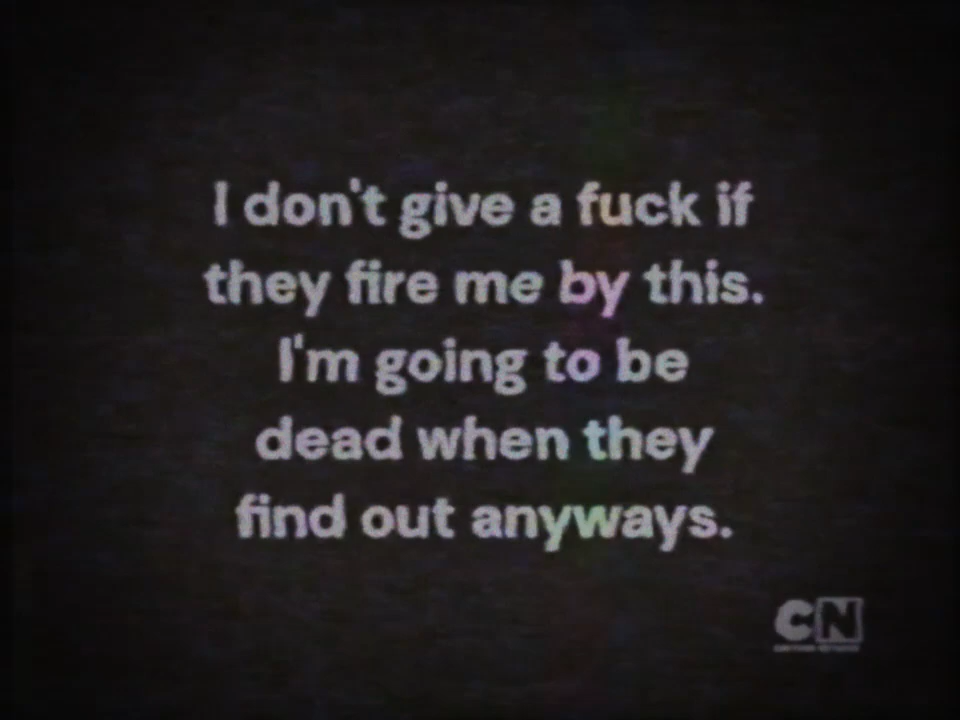 I don't give a fuck if
they fire me by this.
I'm going to be
dead when they
find out anyways.
CN